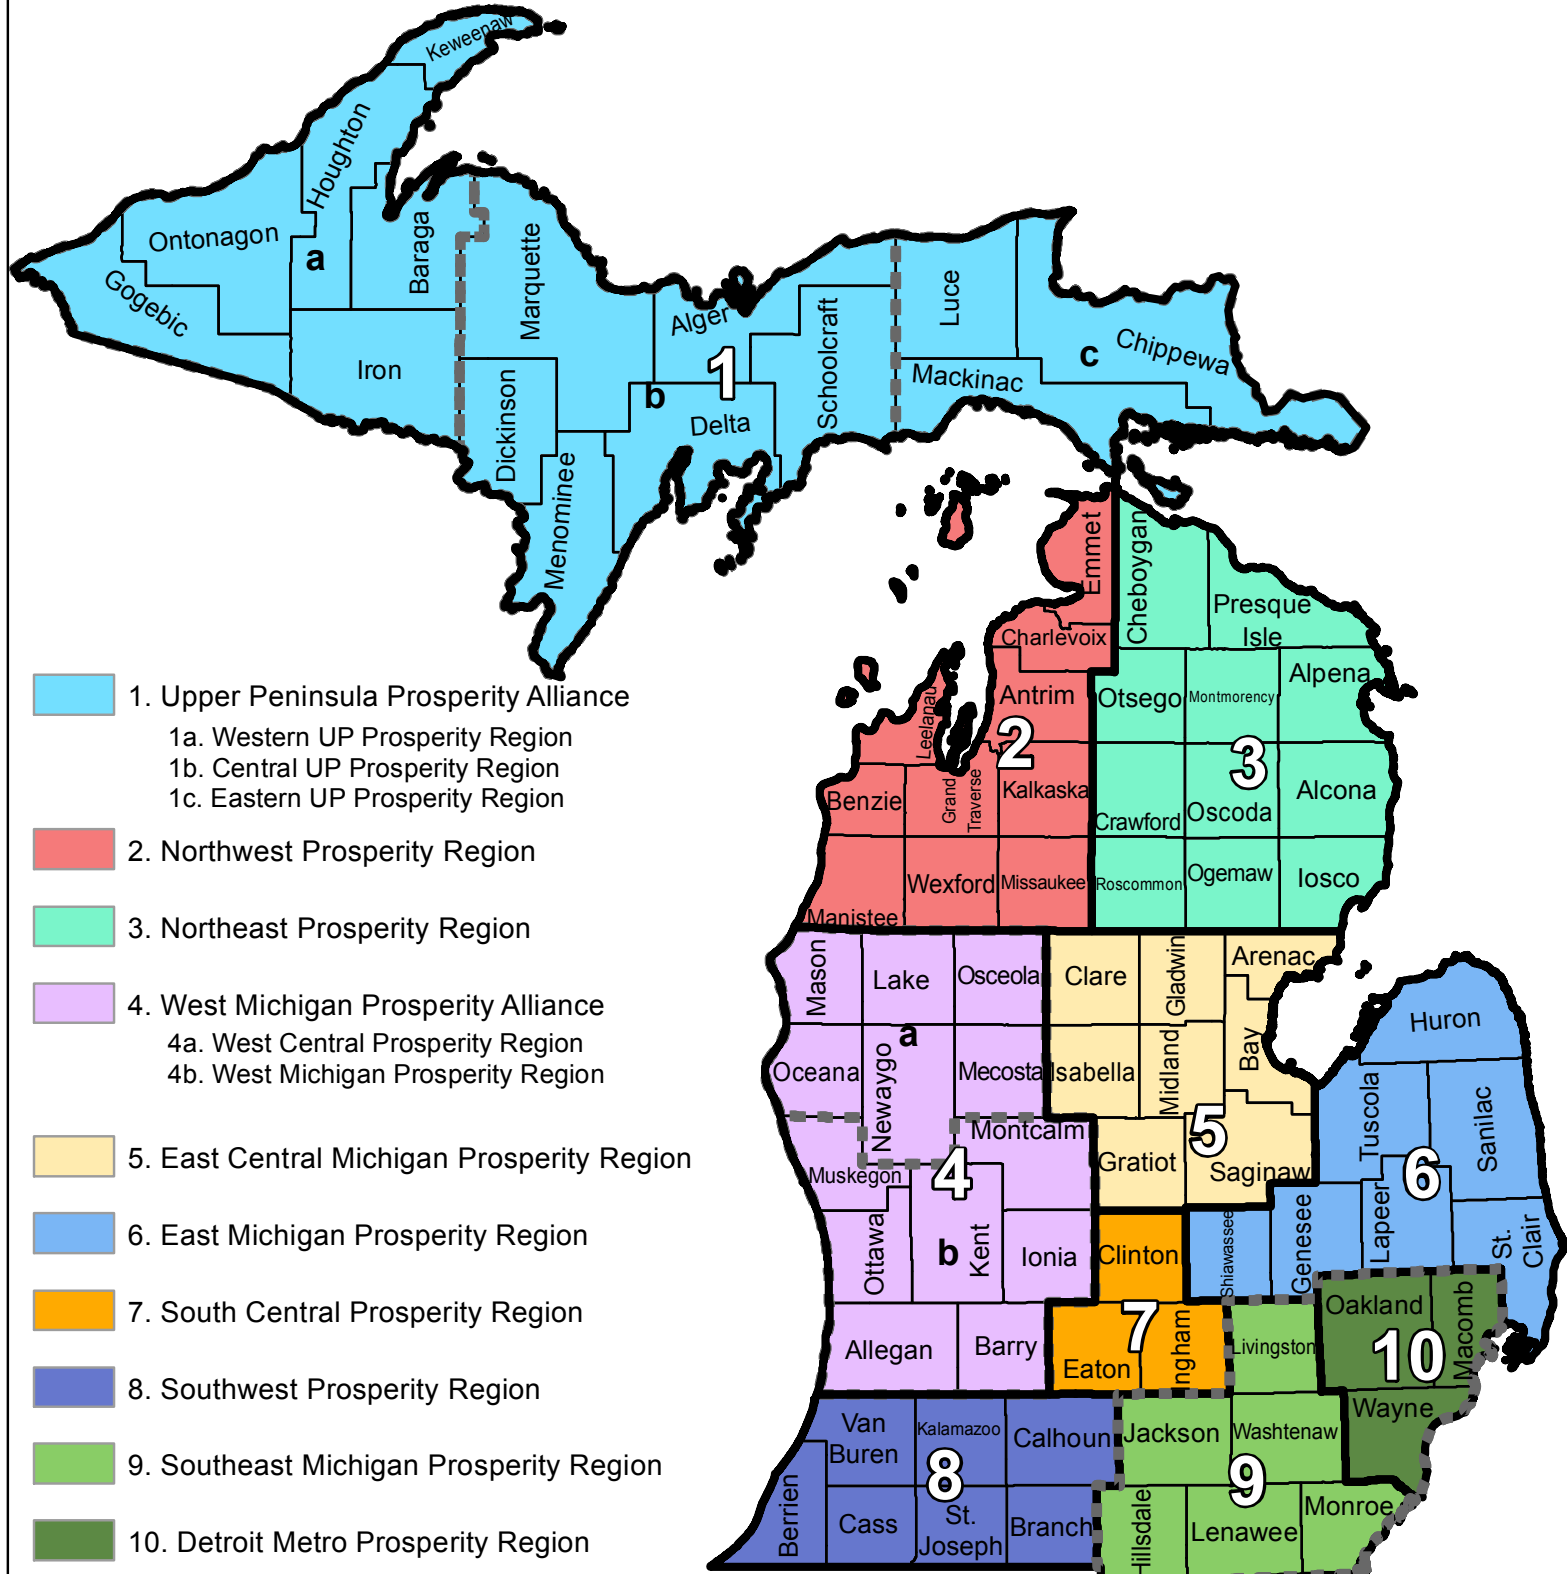 Keweenaw
Houghton
Ontonagon
a
Baraga
Gogebic
Marquette
Iron
Alger
1
b
Dickinson
Delta
Schoolcraft
Menominee
Luce
c
Chippewa
Mackinac
Emmet
Cheboygan
Presque
Isle
Charlevoix
Antrim
Otsego
Montmorency
Alpena
Leelanau
2
3
Benzie
Grand
Traverse
Kalkaska
Crawford
Oscoda
Alcona
Manistee
Wexford
Missaukee
Roscommon
Ogemaw
Iosco
Mason
Lake
Osceola
Clare
Gladwin
Arenac
a
Oceana
Newaygo
Mecosta
Isabella
Midland
Bay
Huron
Montcalm
Muskegon
4
Gratiot
5
Saginaw
Tuscola
Sanilac
6
Ottawa
b
Kent
Ionia
Clinton
Shiawassee
Genesee
Lapeer
St.
Clair
Allegan
Barry
Eaton
7
ngham
Livingston
Oakland
10
Macomb
Wayne
Van
Buren
Kalamazoo
Calhoun
Jackson
Washtenaw
8
9
Berrien
Cass
St.
Joseph
Branch
Hillsdale
Lenawee
Monroe
1. Upper Peninsula Prosperity Alliance
1a. Western UP Prosperity Region
1b. Central UP Prosperity Region
1c. Eastern UP Prosperity Region
2. Northwest Prosperity Region
3. Northeast Prosperity Region
4. West Michigan Prosperity Alliance
4a. West Central Prosperity Region
4b. West Michigan Prosperity Region
5. East Central Michigan Prosperity Region
6. East Michigan Prosperity Region
7. South Central Prosperity Region
8. Southwest Prosperity Region
9. Southeast Michigan Prosperity Region
10. Detroit Metro Prosperity Region